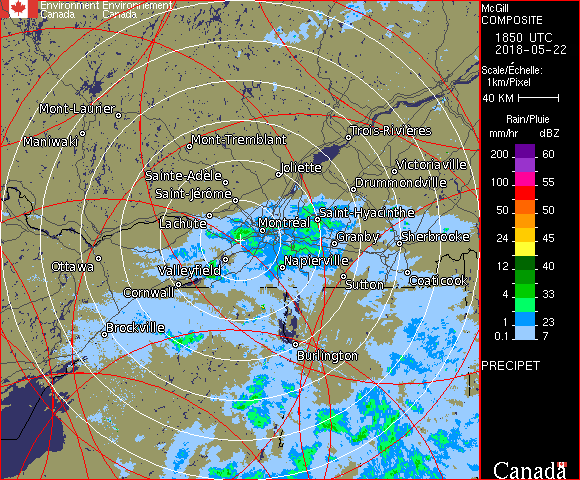 Environment Environnement
Canada Canada
McGill
COMPOSITE
1850 UTC
2018-05-22
Scale/Échelle:
1km/Pixel
40 KM
Rain/Pluie
mm/hr dBZ
200 60
100 55
50 50
24 45
12 40
4 33
1 23
0.1 7
PRECIPET
Mont-Laurier
Maniwaki
Mont-Tremblant
Trois-Rivières
Joliette
Victoriaville
Sainte-Adèle
Drummondville
Saint-Jérôme
Lachute
Saint-Hyacinthe
Montréal
Granby
Sherbrooke
Ottawa
Valleyfield
Napierville
Cornwall
Sutton
Coaticook
Brockville
Burlington
Canada